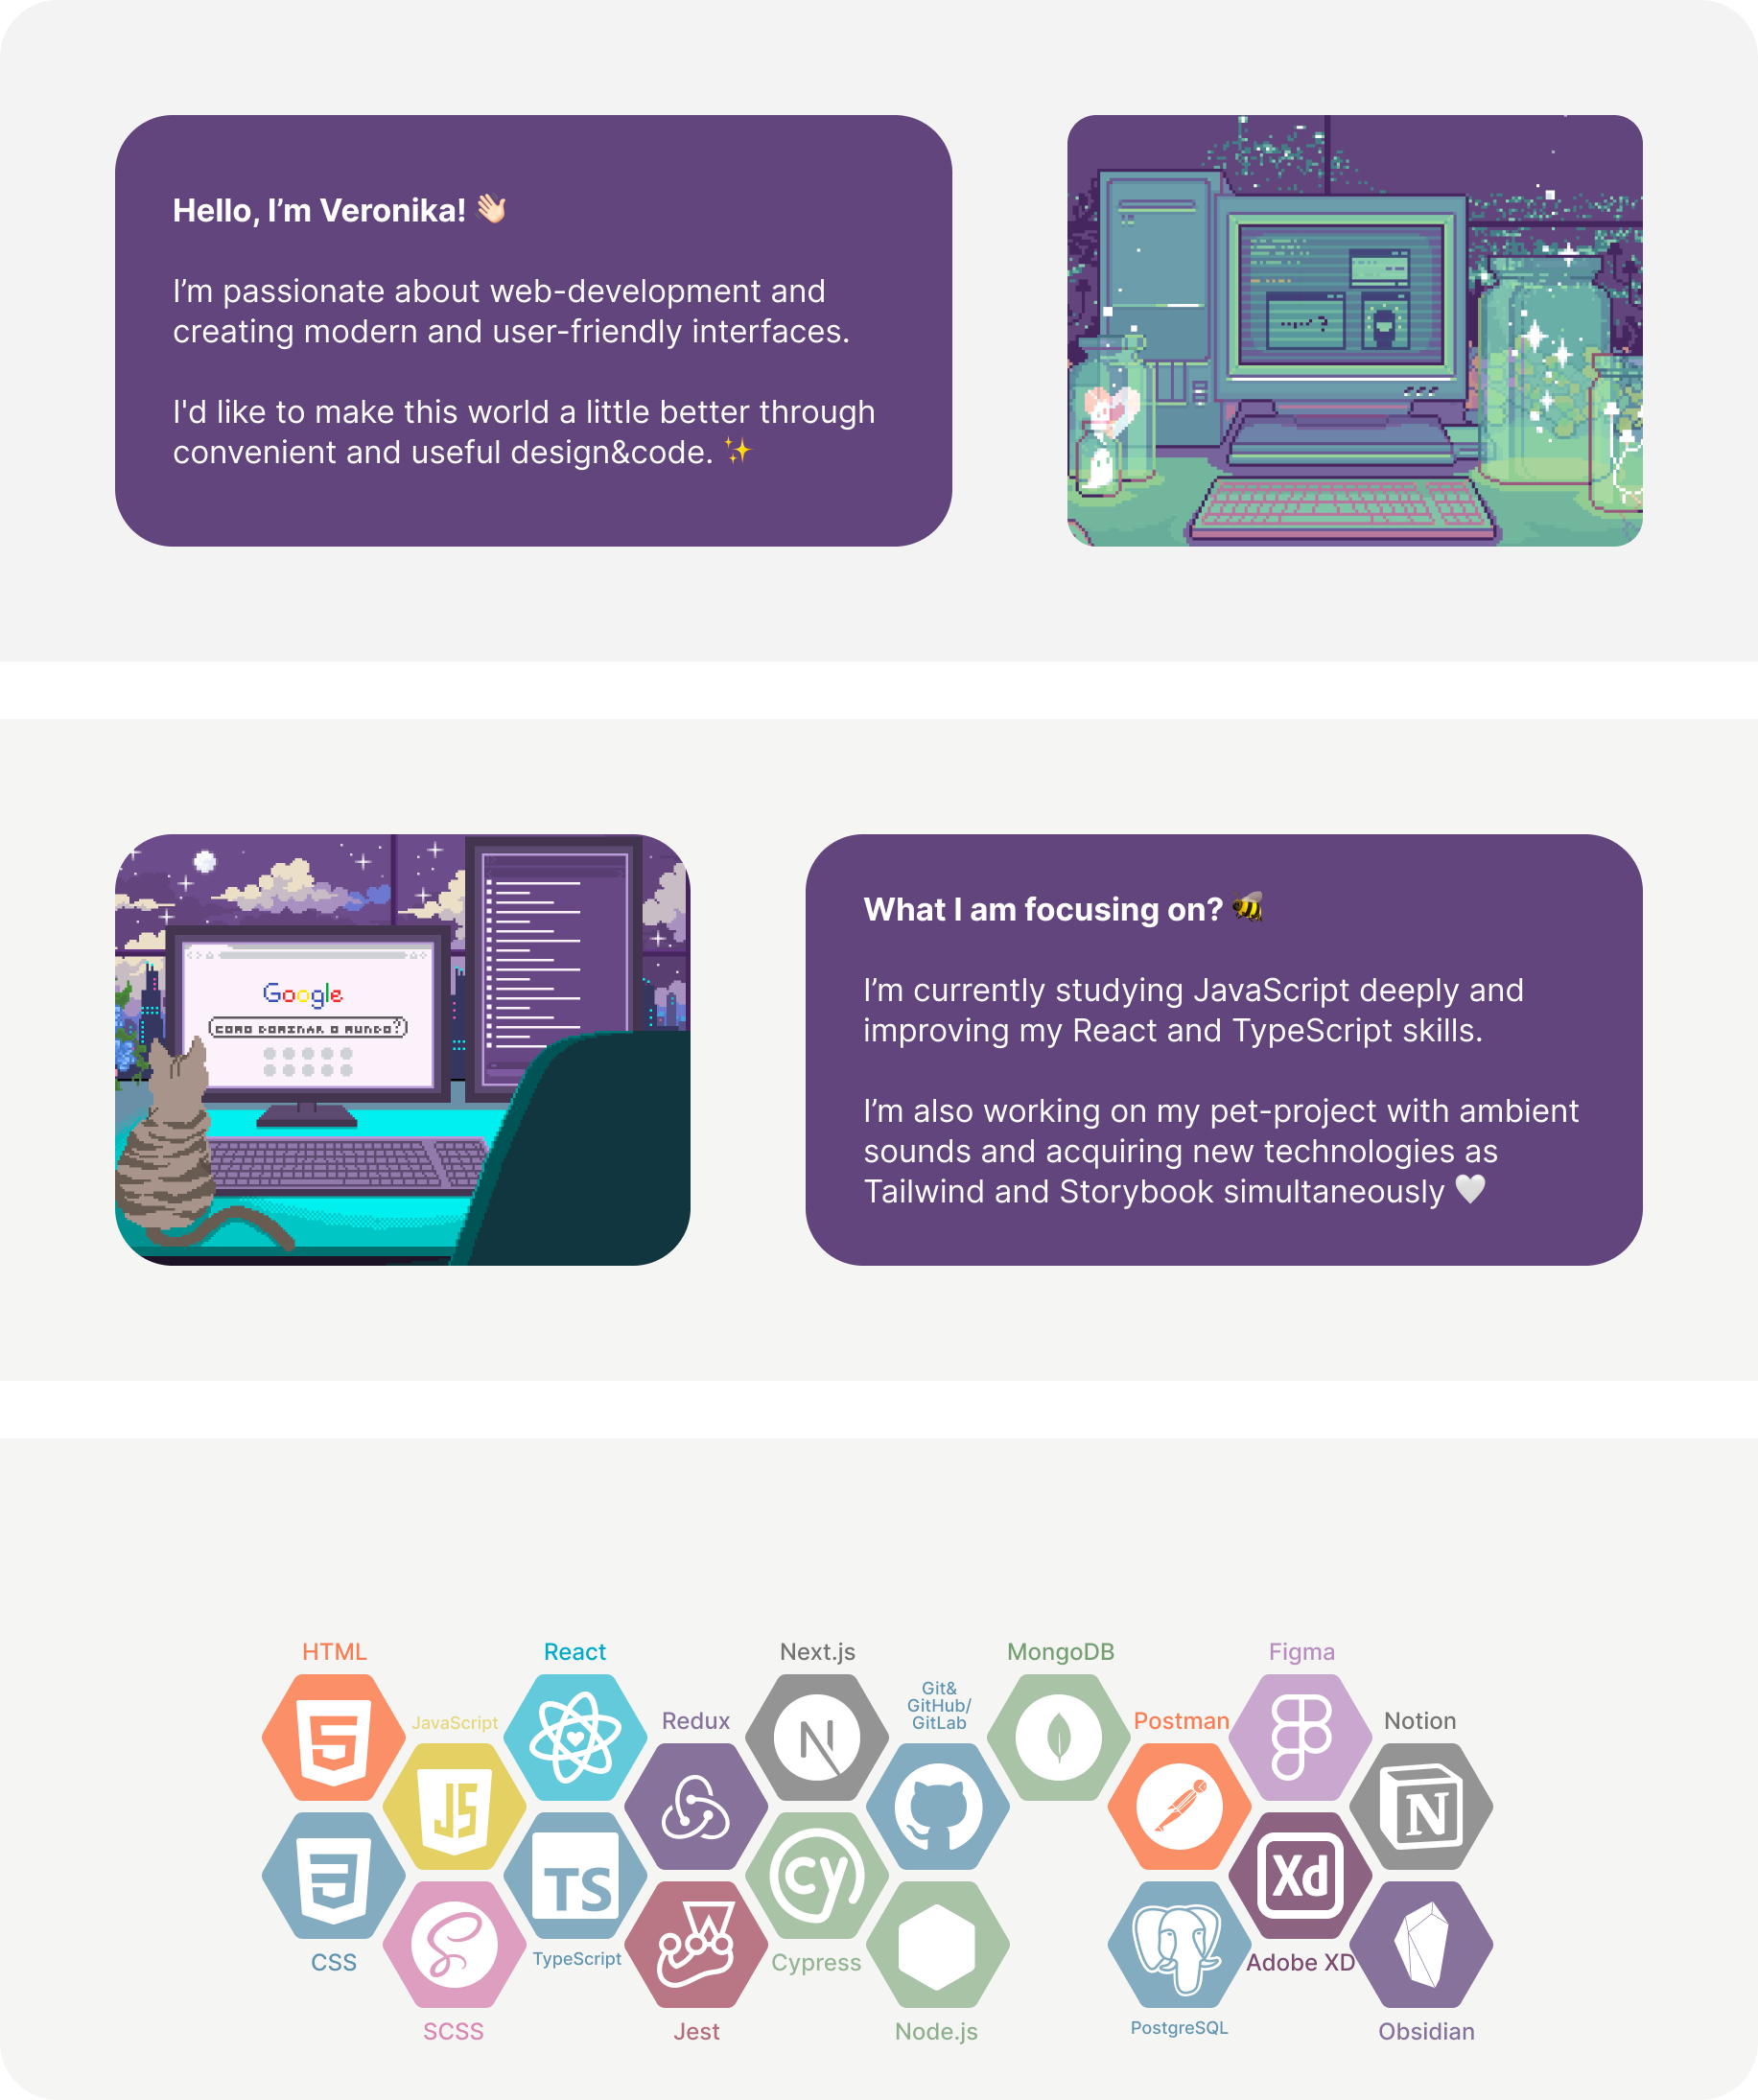 Hello, I’m Veronika! 👋🏻
I’m passionate about web-development and
creating modern and user-friendly interfaces.
I'd like to make this world a little better through
convenient and useful design&code. ✨
Google
COMO DOMINAR O MUNDO?
What I am focusing on? 🐝
I’m currently studying JavaScript deeply and
improving my React and TypeScript skills.
I’m also working on my pet-project with ambient
sounds and acquiring new technologies as
Tailwind and Storybook simultaneously 🤍
HTML
React
Next.js
MongoDB
Figma
Git&
GitHub/
GitLab
JavaScript
Redux
Postman
Notion
JS
N
N
TS
cy
Xd
CSS
TypeScript
Cypress
Adobe XD
SCSS
Jest
Node.js
PostgreSQL
Obsidian